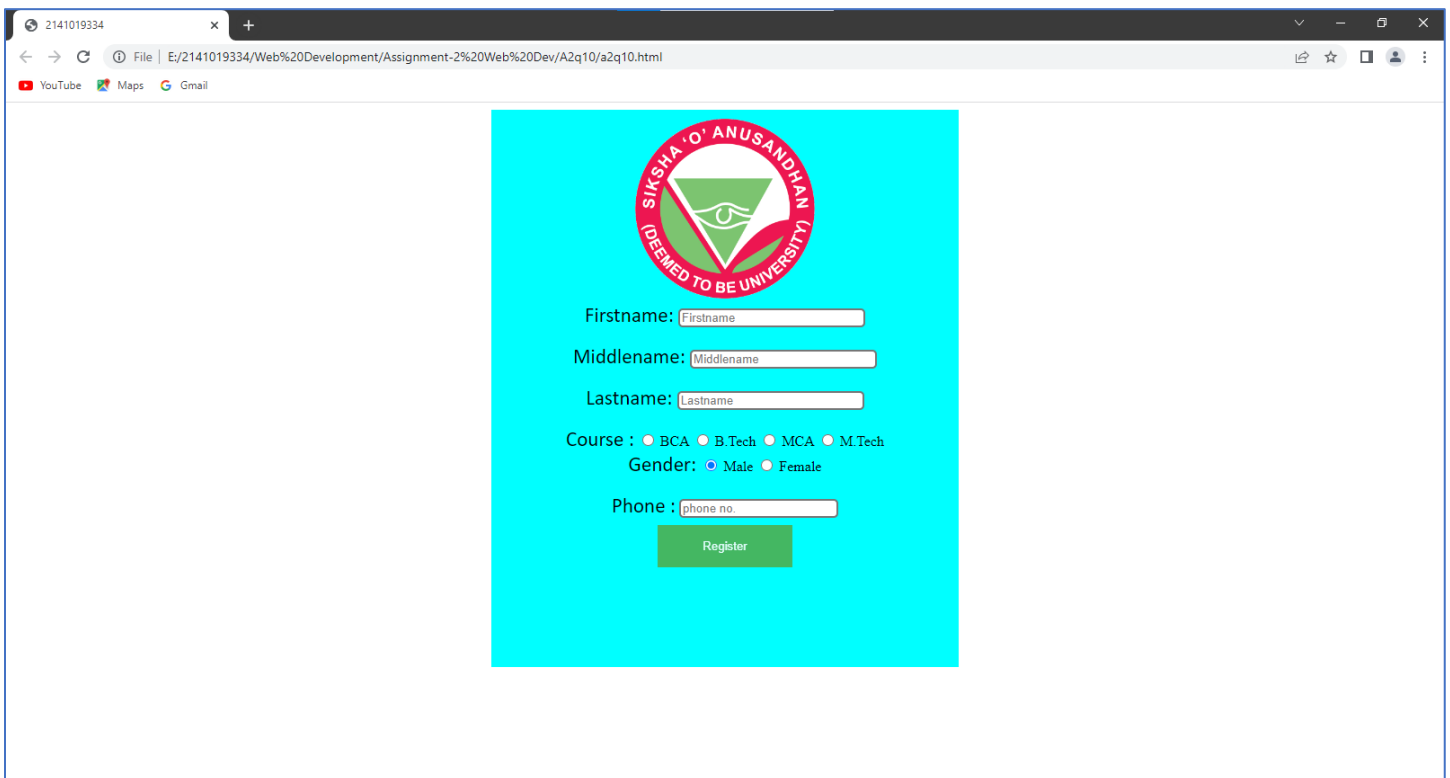 2141019334
File E:/2141019334/Web%20Development/Assignment-2%20Web%20Dev/A2q10/a2q10.html
YouTube Maps Gmail
SIKSHA 'O' ANUSANDHAN
(DEEMED TO BE UNIVERSITY)
Firstname: Firstname
Middlename: Middlename
Lastname: Lastname
Course : BCA B.Tech MCA M.Tech
Gender: Male Female
Phone : phone no.
Register